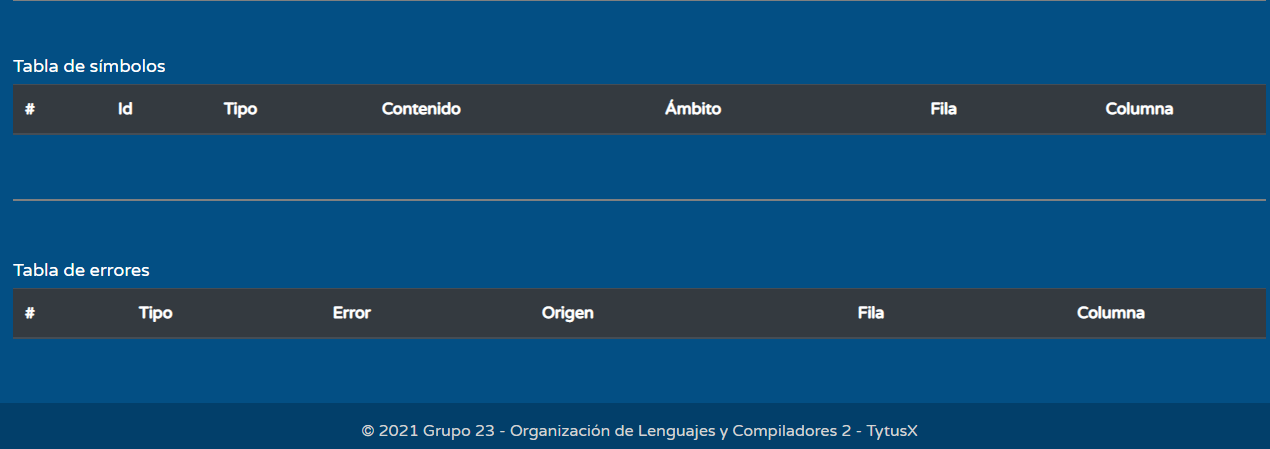 Tabla de símbolos
# Id Tipo Contenido Ámbito Fila Columna
Tabla de errores
# Tipo Error Origen Fila Columna
© 2021 Grupo 23 - Organización de Lenguajes y Compiladores 2 - TytusX